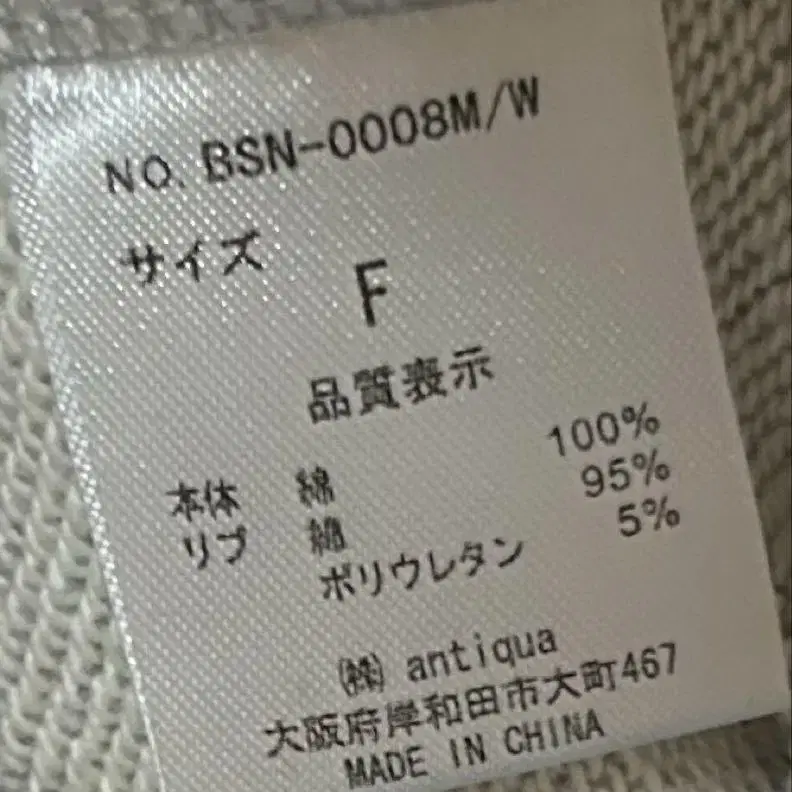 NO. BSN-0008M/W
サイズ
F
品質表示
本体 綿 100%
リブ 綿 95%
ポリウレタン 5%
㈱ antiqua
大阪府岸和田市大町467
MADE IN CHINA